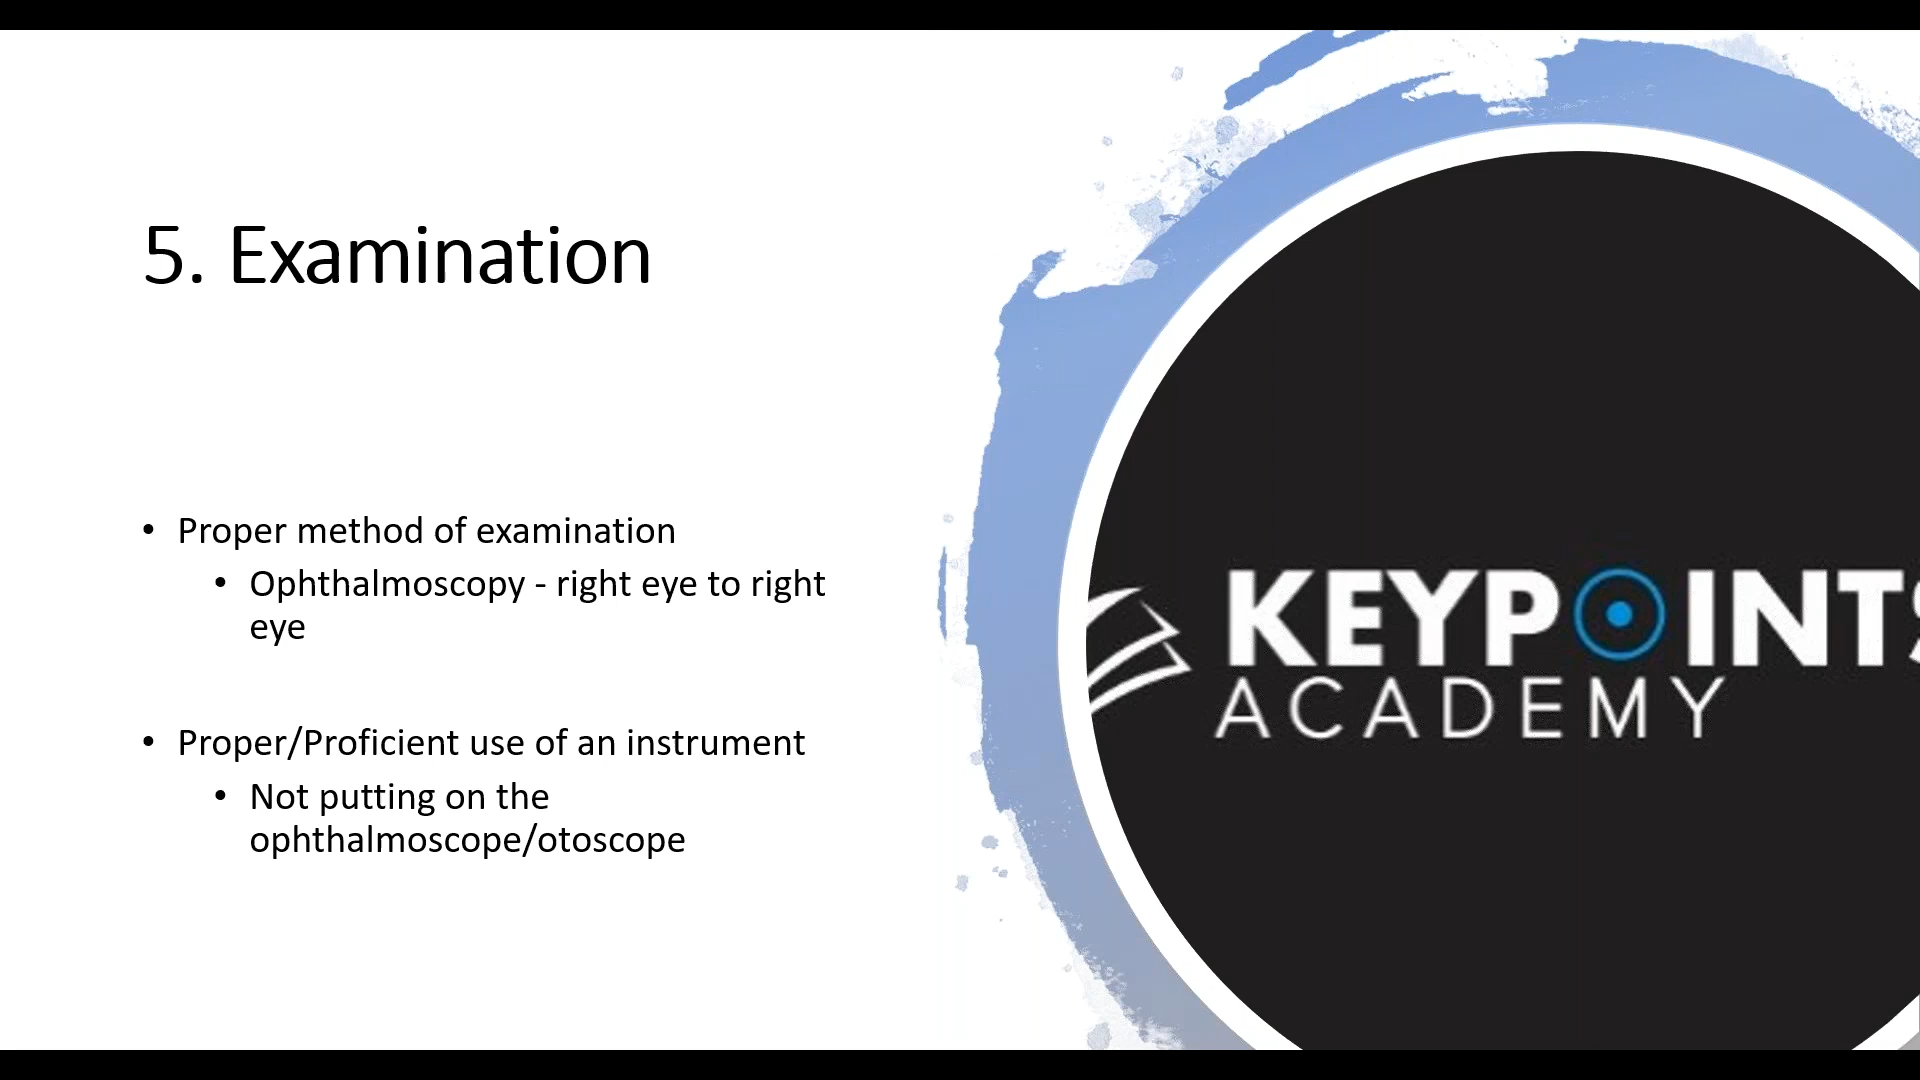 5. Examination
• Proper method of examination
• Ophthalmoscopy - right eye to right
eye
• Proper/Proficient use of an instrument
• Not putting on the
ophthalmoscope/otoscope
KEYPOINTS
ACADEMY